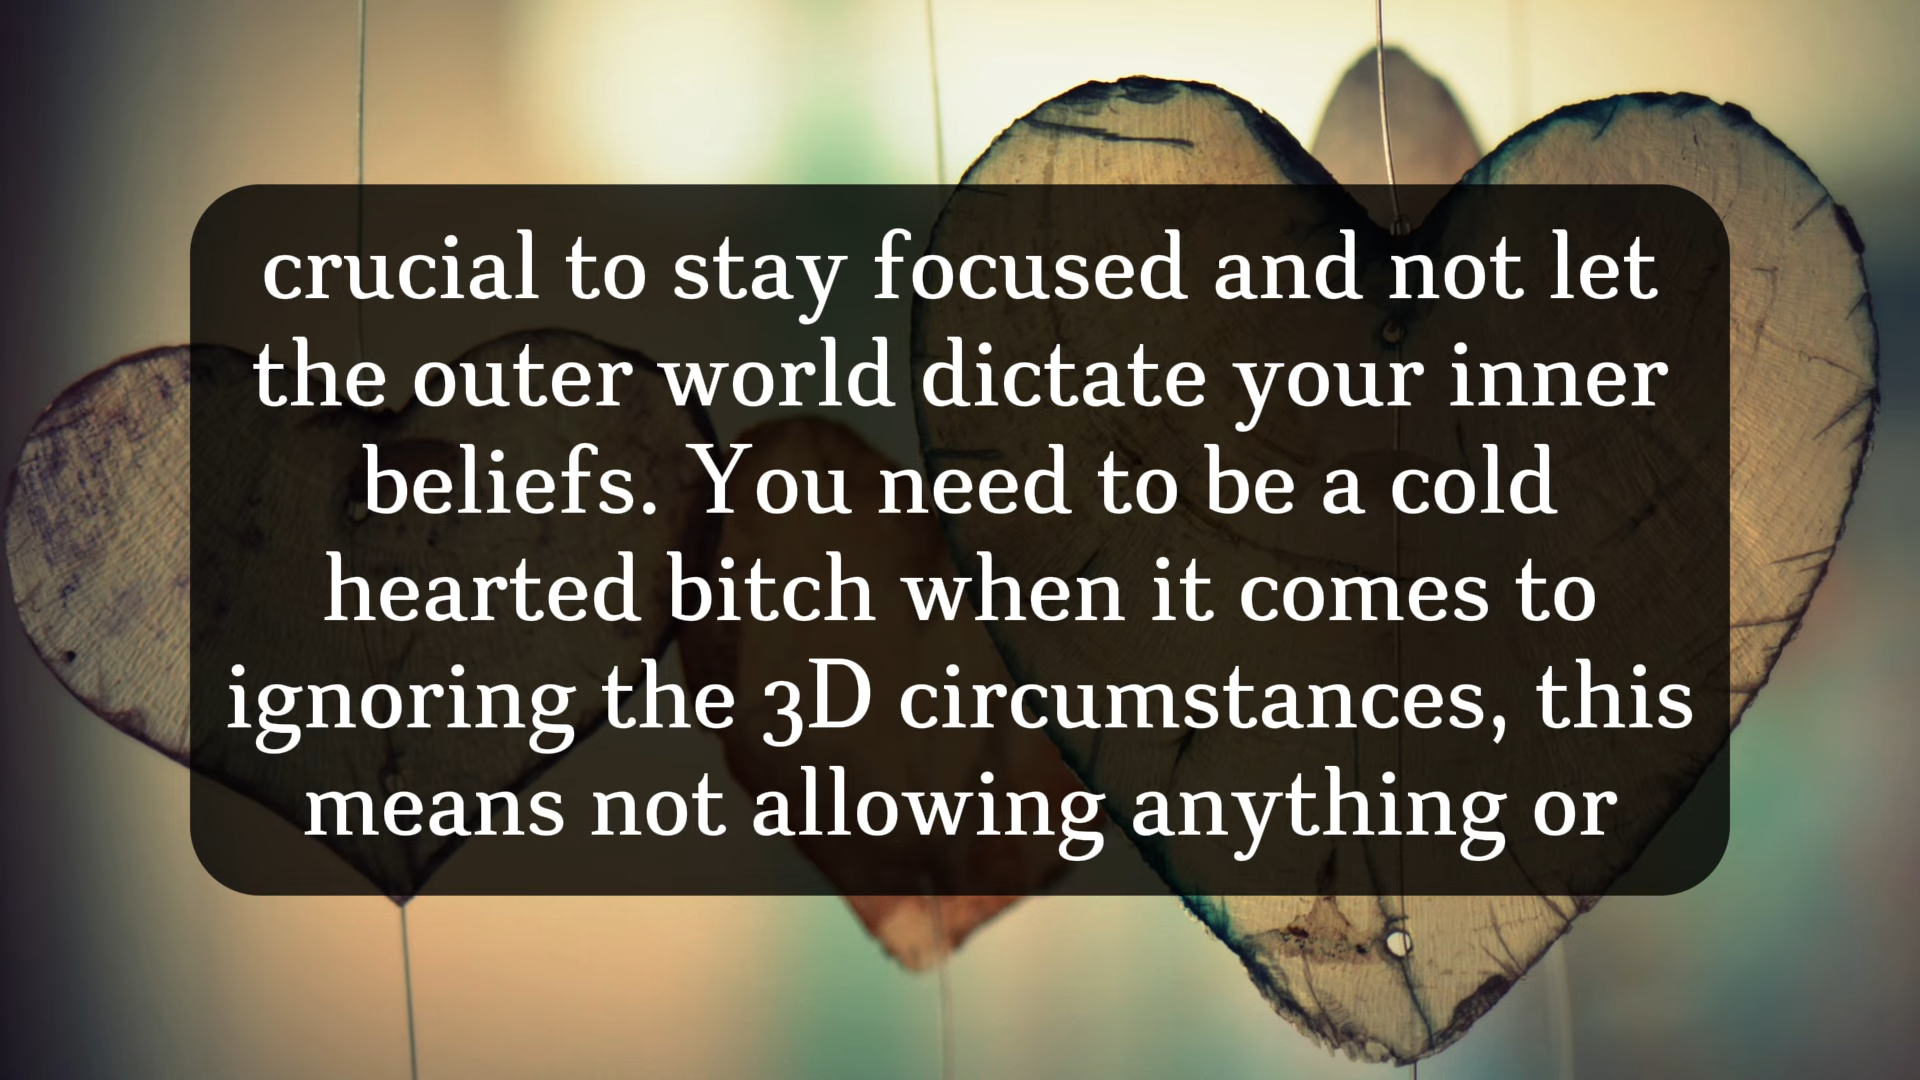 crucial to stay focused and not let
the outer world dictate your inner
beliefs. You need to be a cold
hearted bitch when it comes to
ignoring the 3D circumstances, this
means not allowing anything or